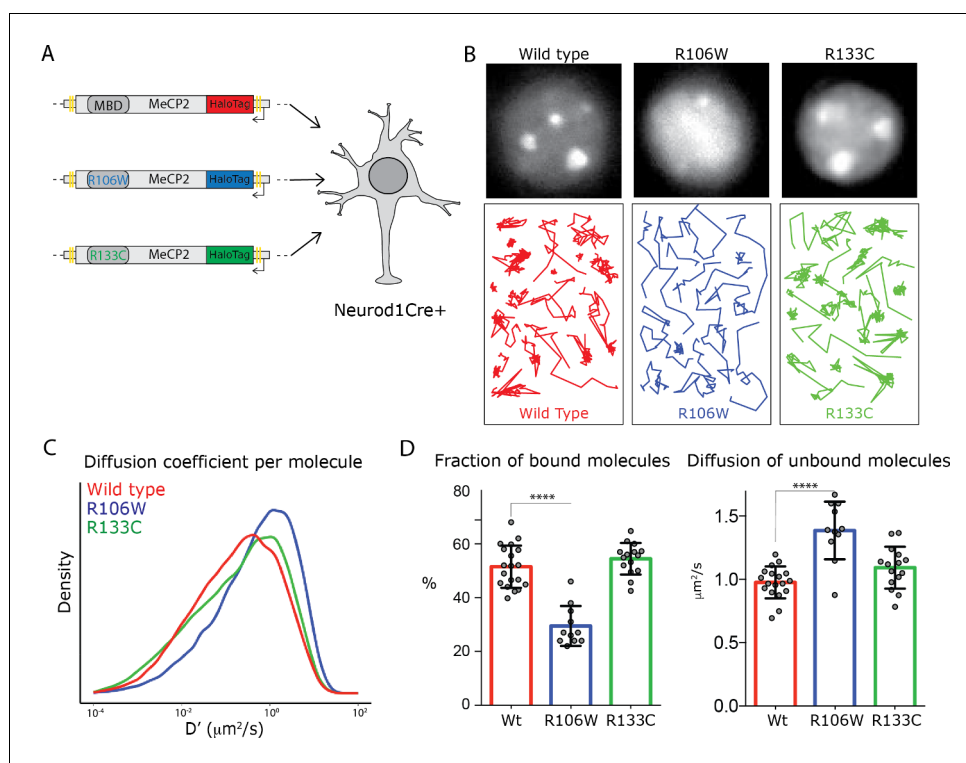 A
MBD MeCP2 HaloTag
R106W MeCP2 HaloTag
R133C MeCP2 HaloTag
Neurod1Cre+
B
Wild type R106W R133C
Wild Type R106W R133C
C
Diffusion coefficient per molecule
Wild type
R106W
R133C
Density
10⁻⁴ 10⁻² 10⁰ 10²
D' (µm²/s)
D
Fraction of bound molecules
****
80
60
40
20
%
Wt R106W R133C
Diffusion of unbound molecules
****
1.5
1.0
0.5
0.0
µm²/s
Wt R106W R133C